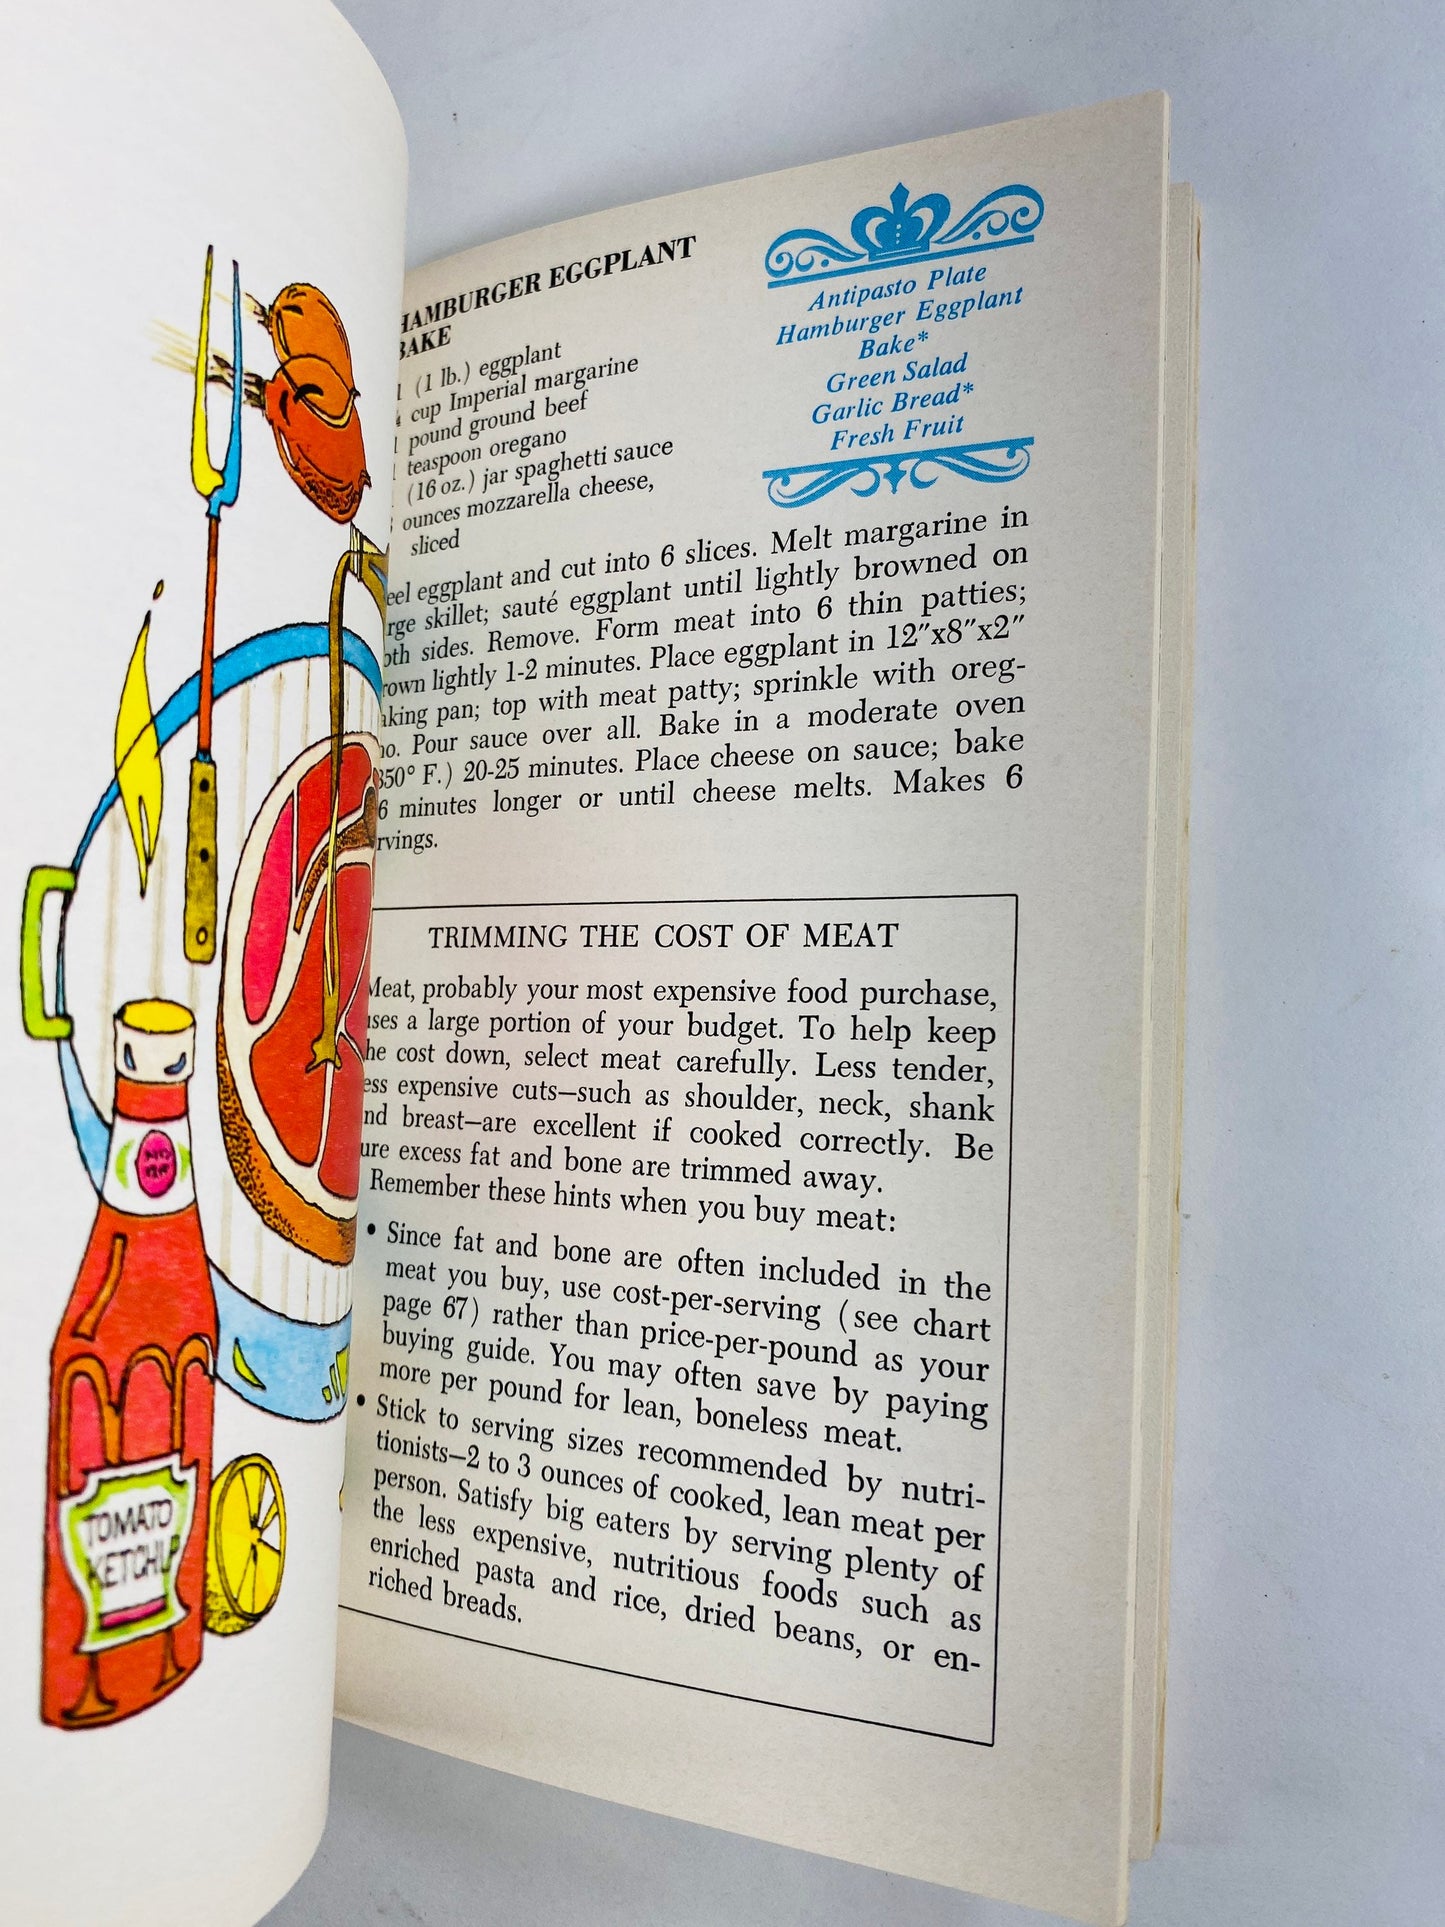 TOMATO
KETCHUP
HAMBURGER EGGPLANT
BAKE
(1 lb.) eggplant
cup Imperial margarine
pound ground beef
teaspoon oregano
(16 oz.) jar spaghetti sauce
ounces mozzarella cheese,
sliced
Antipasto Plate
Hamburger Eggplant
Bake*
Green Salad
Garlic Bread*
Fresh Fruit
eel eggplant and cut into 6 slices. Melt margarine in
rge skillet; sauté eggplant until lightly browned on
oth sides. Remove. Form meat into 6 thin patties;
rown lightly 1-2 minutes. Place eggplant in 12″x8″x2″
aking pan; top with meat patty; sprinkle with oreg-
no. Pour sauce over all. Bake in a moderate oven
350° F.) 20-25 minutes. Place cheese on sauce; bake
6 minutes longer or until cheese melts. Makes 6
rvings.
TRIMMING THE COST OF MEAT
Meat, probably your most expensive food purchase,
uses a large portion of your budget. To help keep
he cost down, select meat carefully. Less tender,
ess expensive cuts—such as shoulder, neck, shank
nd breast—are excellent if cooked correctly. Be
ure excess fat and bone are trimmed away.
Remember these hints when you buy meat:
• Since fat and bone are often included in the
meat you buy, use cost-per-serving (see chart
page 67) rather than price-per-pound as your
buying guide. You may often save by paying
more per pound for lean, boneless meat.
• Stick to serving sizes recommended by nutri-
tionists—2 to 3 ounces of cooked, lean meat per
person. Satisfy big eaters by serving plenty of
the less expensive, nutritious foods such as
enriched pasta and rice, dried beans, or en-
riched breads.